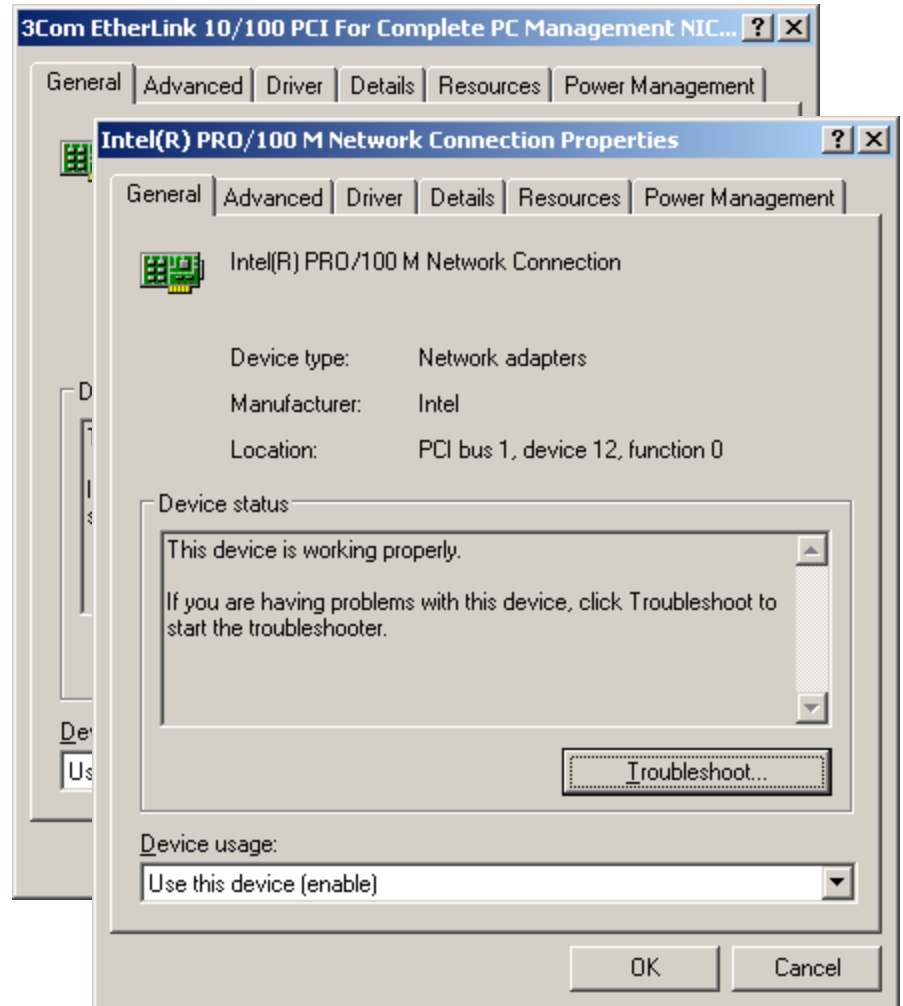 3Com EtherLink 10/100 PCI For Complete PC Management NIC...
General Advanced Driver Details Resources Power Management
Intel(R) PRO/100 M Network Connection Properties
General Advanced Driver Details Resources Power Management
Intel(R) PRO/100 M Network Connection
Device type: Network adapters
Manufacturer: Intel
Location: PCI bus 1, device 12, function 0
Device status
This device is working properly.
If you are having problems with this device, click Troubleshoot to
start the troubleshooter.
Troubleshoot...
Device usage:
Use this device (enable)
OK Cancel